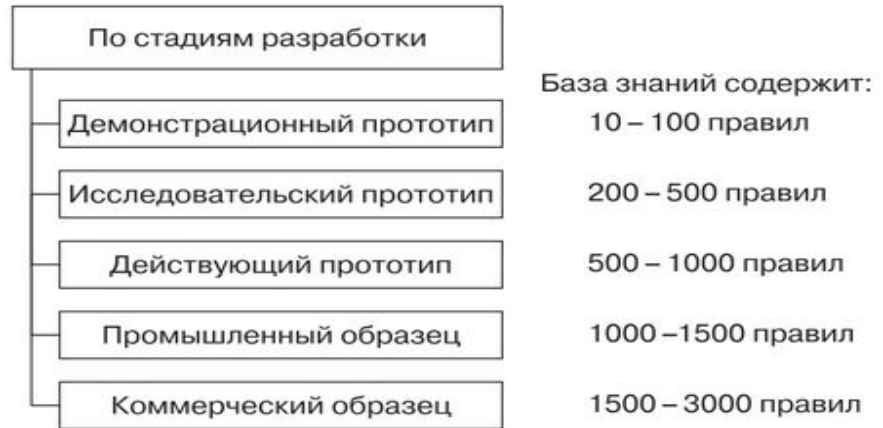 По стадиям разработки
База знаний содержит:
Демонстрационный прототип 10 – 100 правил
Исследовательский прототип 200 – 500 правил
Действующий прототип 500 – 1000 правил
Промышленный образец 1000 –1500 правил
Коммерческий образец 1500 – 3000 правил